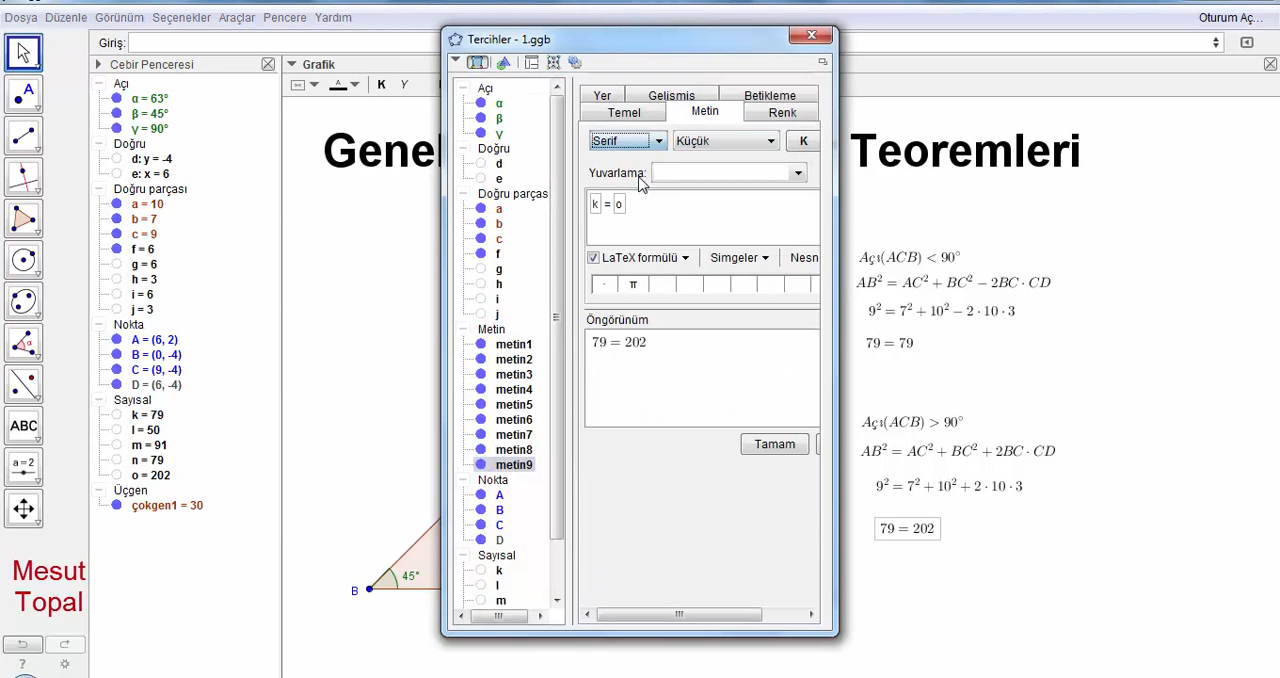 Dosya Düzenle Görünüm Seçenekler Araçlar Pencere Yardım
Oturum Aç...
Giriş:
Cebir Penceresi
Grafik
K Y
Açı
α = 63°
β = 45°
γ = 90°
Doğru
d: y = -4
e: x = 6
Doğru parçası
a = 10
b = 7
c = 9
f = 6
g = 6
h = 3
i = 6
j = 3
Nokta
A = (6, 2)
B = (0, -4)
C = (9, -4)
D = (6, -4)
Sayısal
k = 79
l = 50
m = 91
n = 79
o = 202
Üçgen
çokgen1 = 30
ABC
a = 2
Mesut
Topal
?
Genel
Teoremleri
B
45°
Tercihler - 1.ggb
Açı
α
β
γ
Doğru
d
e
Doğru parças
a
b
c
f
g
h
i
j
Metin
metin1
metin2
metin3
metin4
metin5
metin6
metin7
metin8
metin9
Nokta
A
B
C
D
Sayısal
k
l
m
Yer Gelişmiş Betikleme
Temel Metin Renk
Serif Küçük K
Yuvarlama:
k = o
LaTeX formülü Simgeler Nesn
π
Öngörünüm
79 = 202
Tamam
Açı(ACB) < 90°
AB² = AC² + BC² − 2BC · CD
9² = 7² + 10² − 2 · 10 · 3
79 = 79
Açı(ACB) > 90°
AB² = AC² + BC² + 2BC · CD
9² = 7² + 10² + 2 · 10 · 3
79 = 202